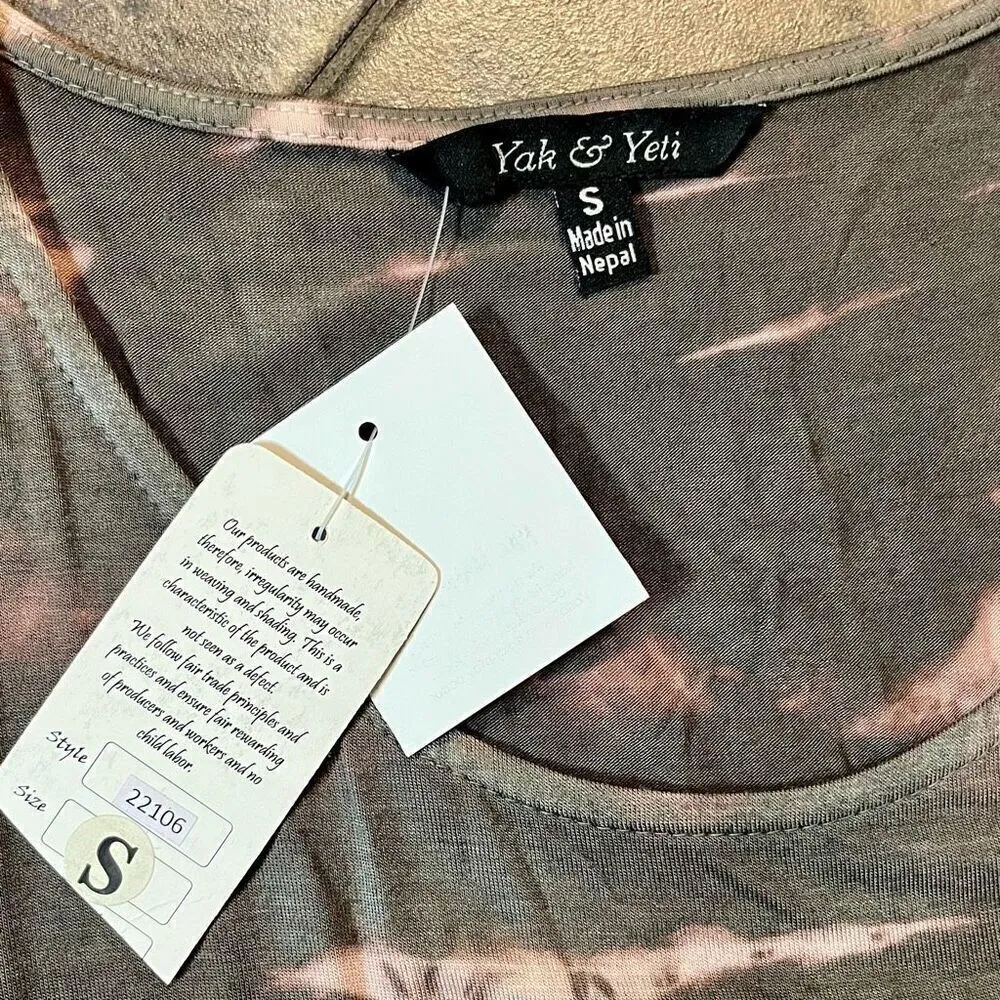 Yak & Yeti
S
Made in
Nepal
Our products are handmade,
therefore, irregularity may occur
in weaving and shading. This is a
characteristic of the product and is
not seen as a defect.
We follow fair trade principles and
practices and ensure fair rewarding
of producers and workers and no
child labor.
Style 22106
Size S